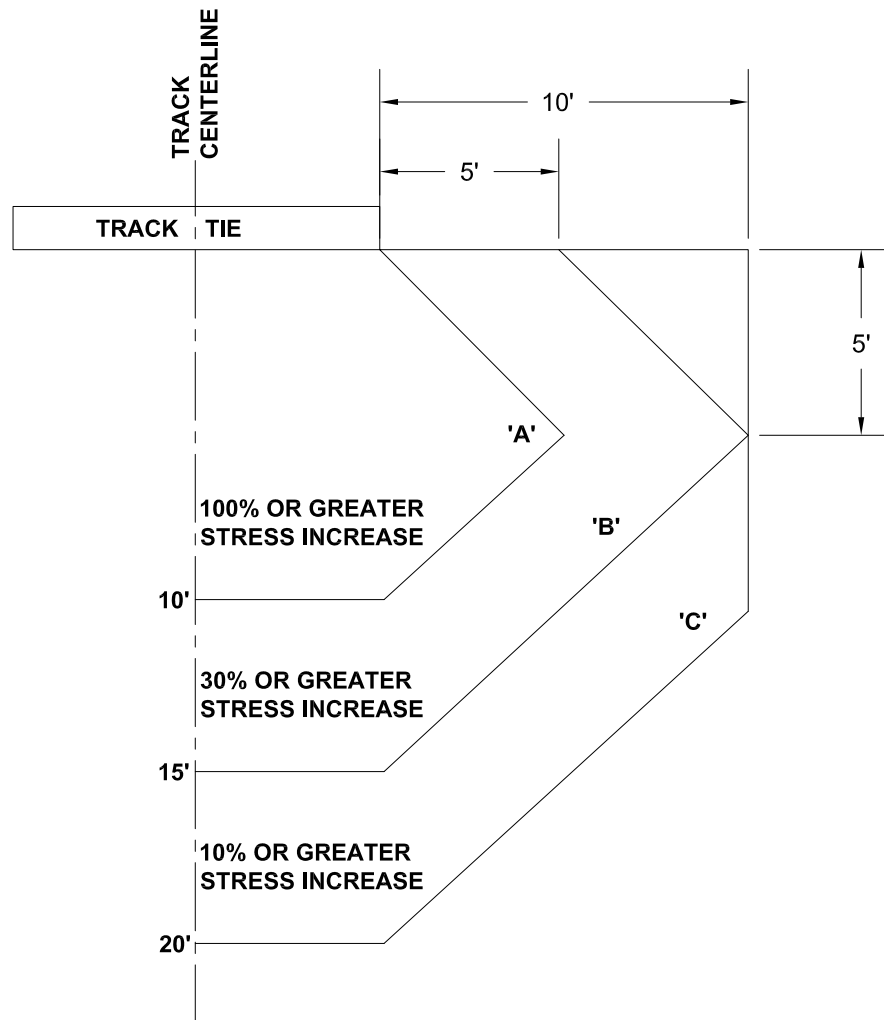 TRACK
CENTERLINE
10'
5'
TRACK TIE
5'
'A'
100% OR GREATER
STRESS INCREASE
'B'
10'
'C'
30% OR GREATER
STRESS INCREASE
15'
10% OR GREATER
STRESS INCREASE
20'